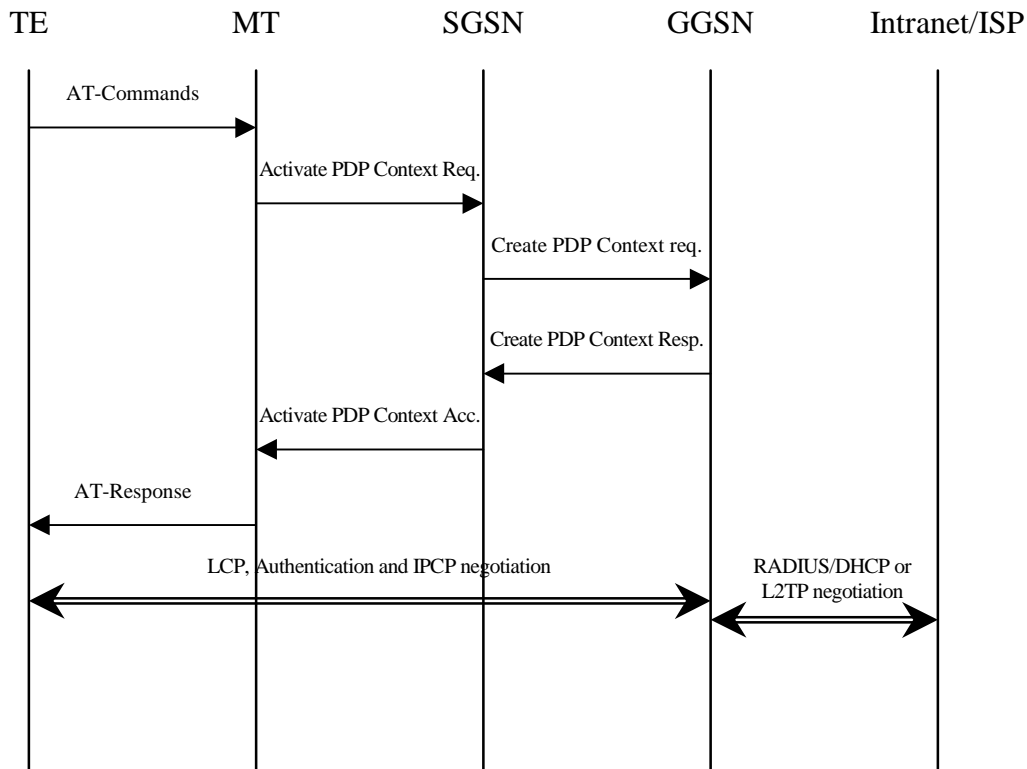 TE MT SGSN GGSN Intranet/ISP
AT-Commands
Activate PDP Context Req.
Create PDP Context req.
Create PDP Context Resp.
Activate PDP Context Acc.
AT-Response
LCP, Authentication and IPCP negotiation
RADIUS/DHCP or
L2TP negotiation